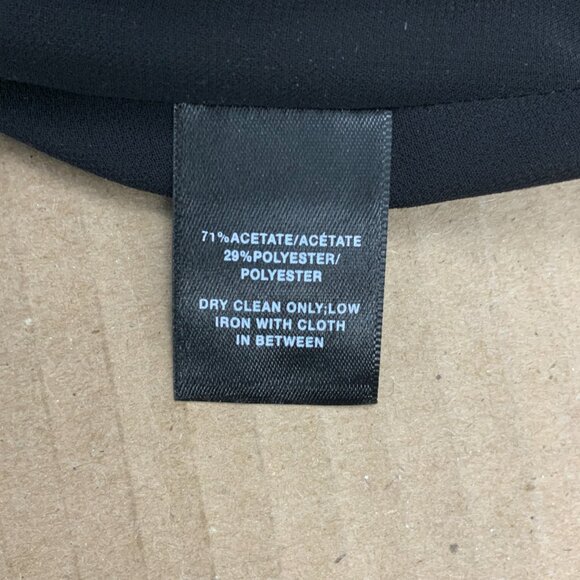 71%ACETATE/ACÉTATE
29%POLYESTER/
POLYESTER
DRY CLEAN ONLY;LOW
IRON WITH CLOTH
IN BETWEEN